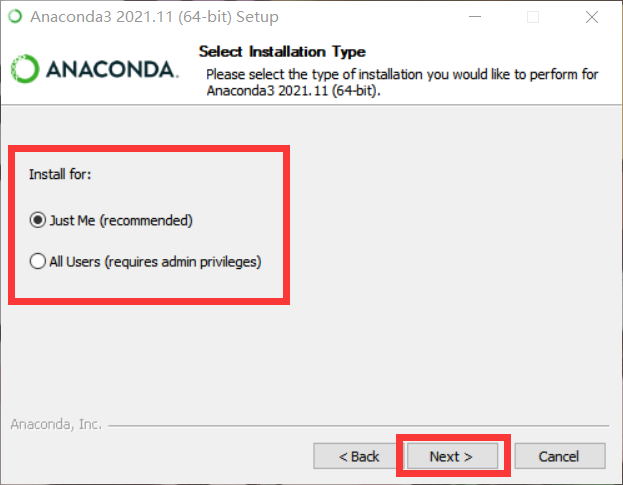 Anaconda3 2021.11 (64-bit) Setup
ANACONDA.
Select Installation Type
Please select the type of installation you would like to perform for
Anaconda3 2021.11 (64-bit).
Install for:
Just Me (recommended)
All Users (requires admin privileges)
Anaconda, Inc.
< Back
Next >
Cancel